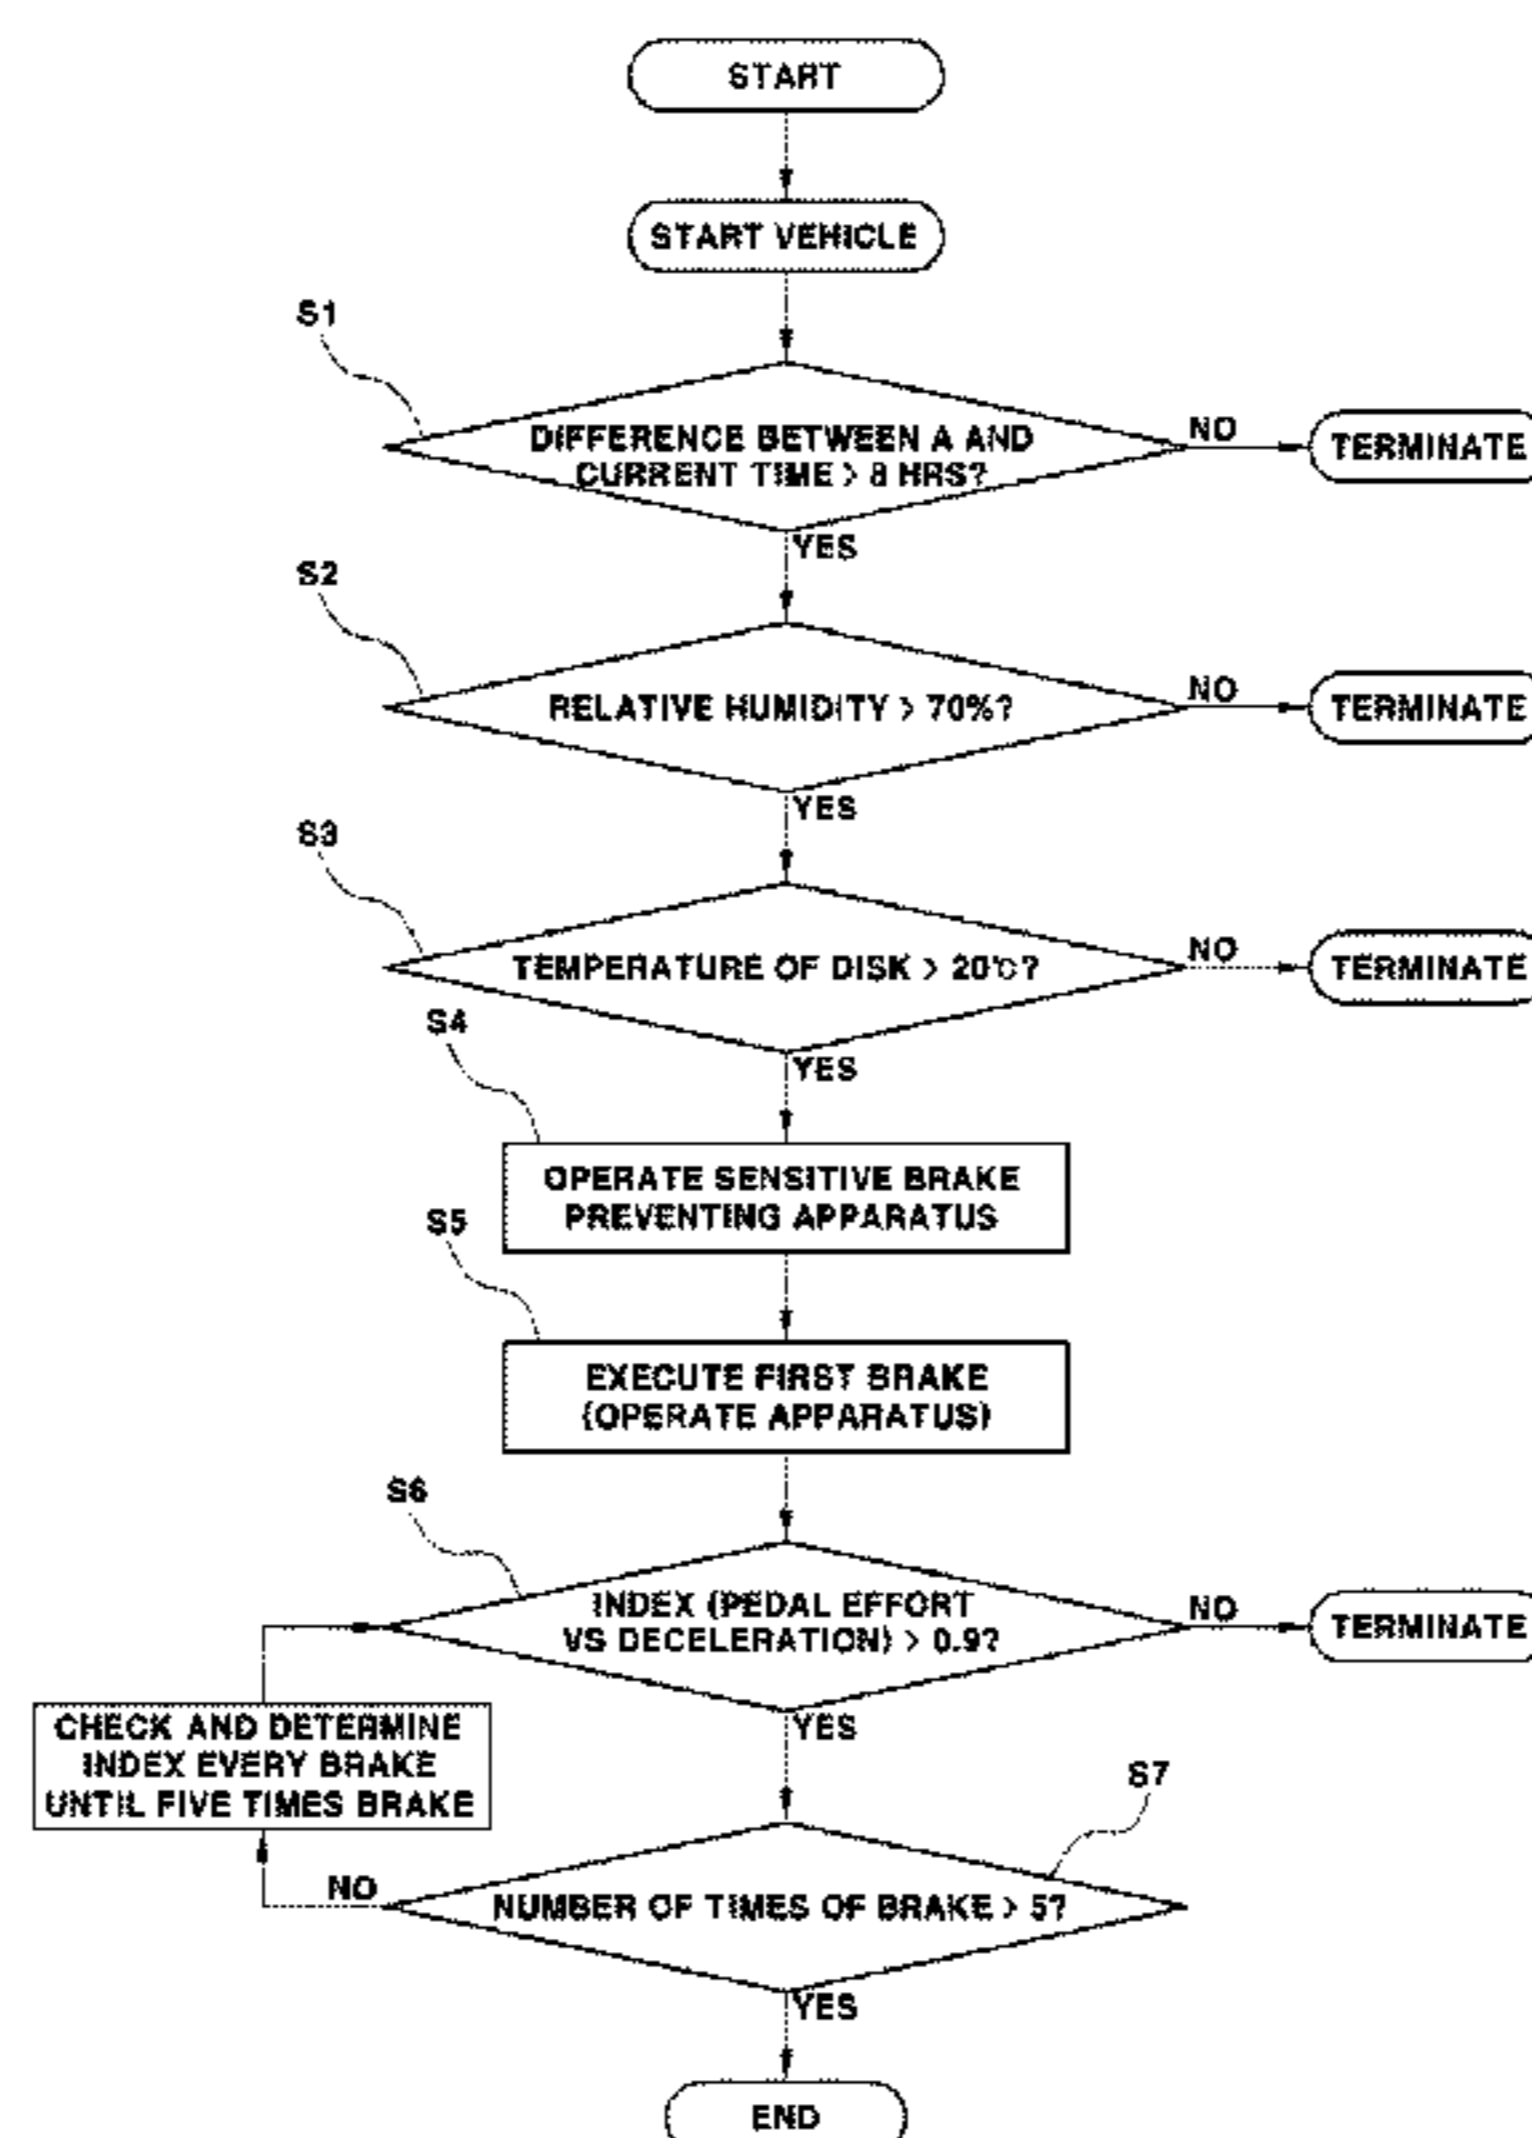 START
START VEHICLE
S1
DIFFERENCE BETWEEN A AND
CURRENT TIME > 8 HRS?
NO
TERMINATE
YES
S2
RELATIVE HUMIDITY > 70%?
NO
TERMINATE
YES
S3
TEMPERATURE OF DISK > 20℃?
NO
TERMINATE
YES
S4
OPERATE SENSITIVE BRAKE
PREVENTING APPARATUS
S5
EXECUTE FIRST BRAKE
(OPERATE APPARATUS)
S6
INDEX (PEDAL EFFORT
VS DECELERATION) > 0.9?
NO
TERMINATE
YES
CHECK AND DETERMINE
INDEX EVERY BRAKE
UNTIL FIVE TIMES BRAKE
S7
NO
NUMBER OF TIMES OF BRAKE > 5?
YES
END